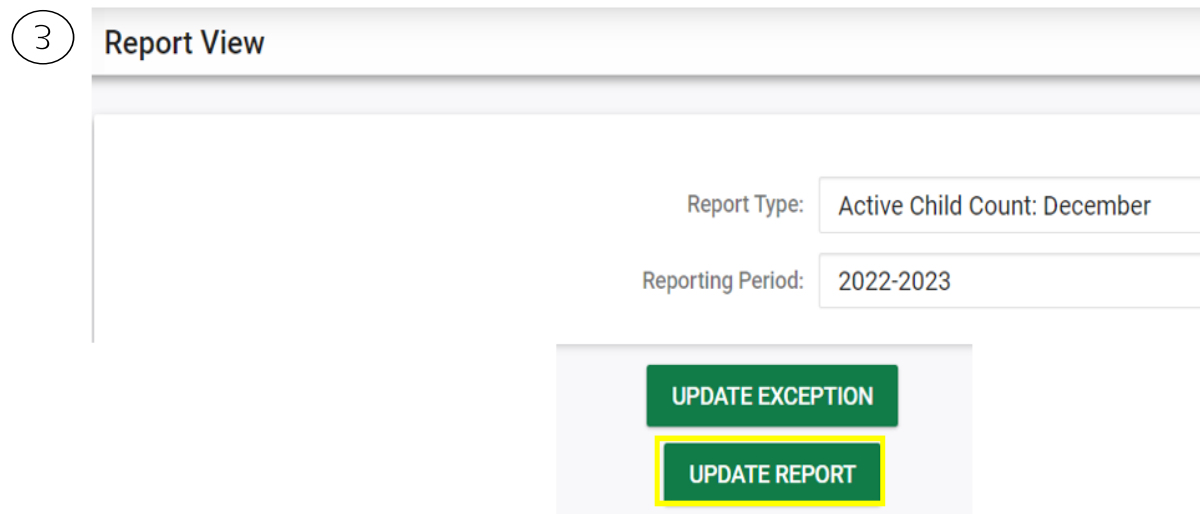 3
Report View
Report Type: Active Child Count: December
Reporting Period: 2022-2023
UPDATE EXCEPTION
UPDATE REPORT